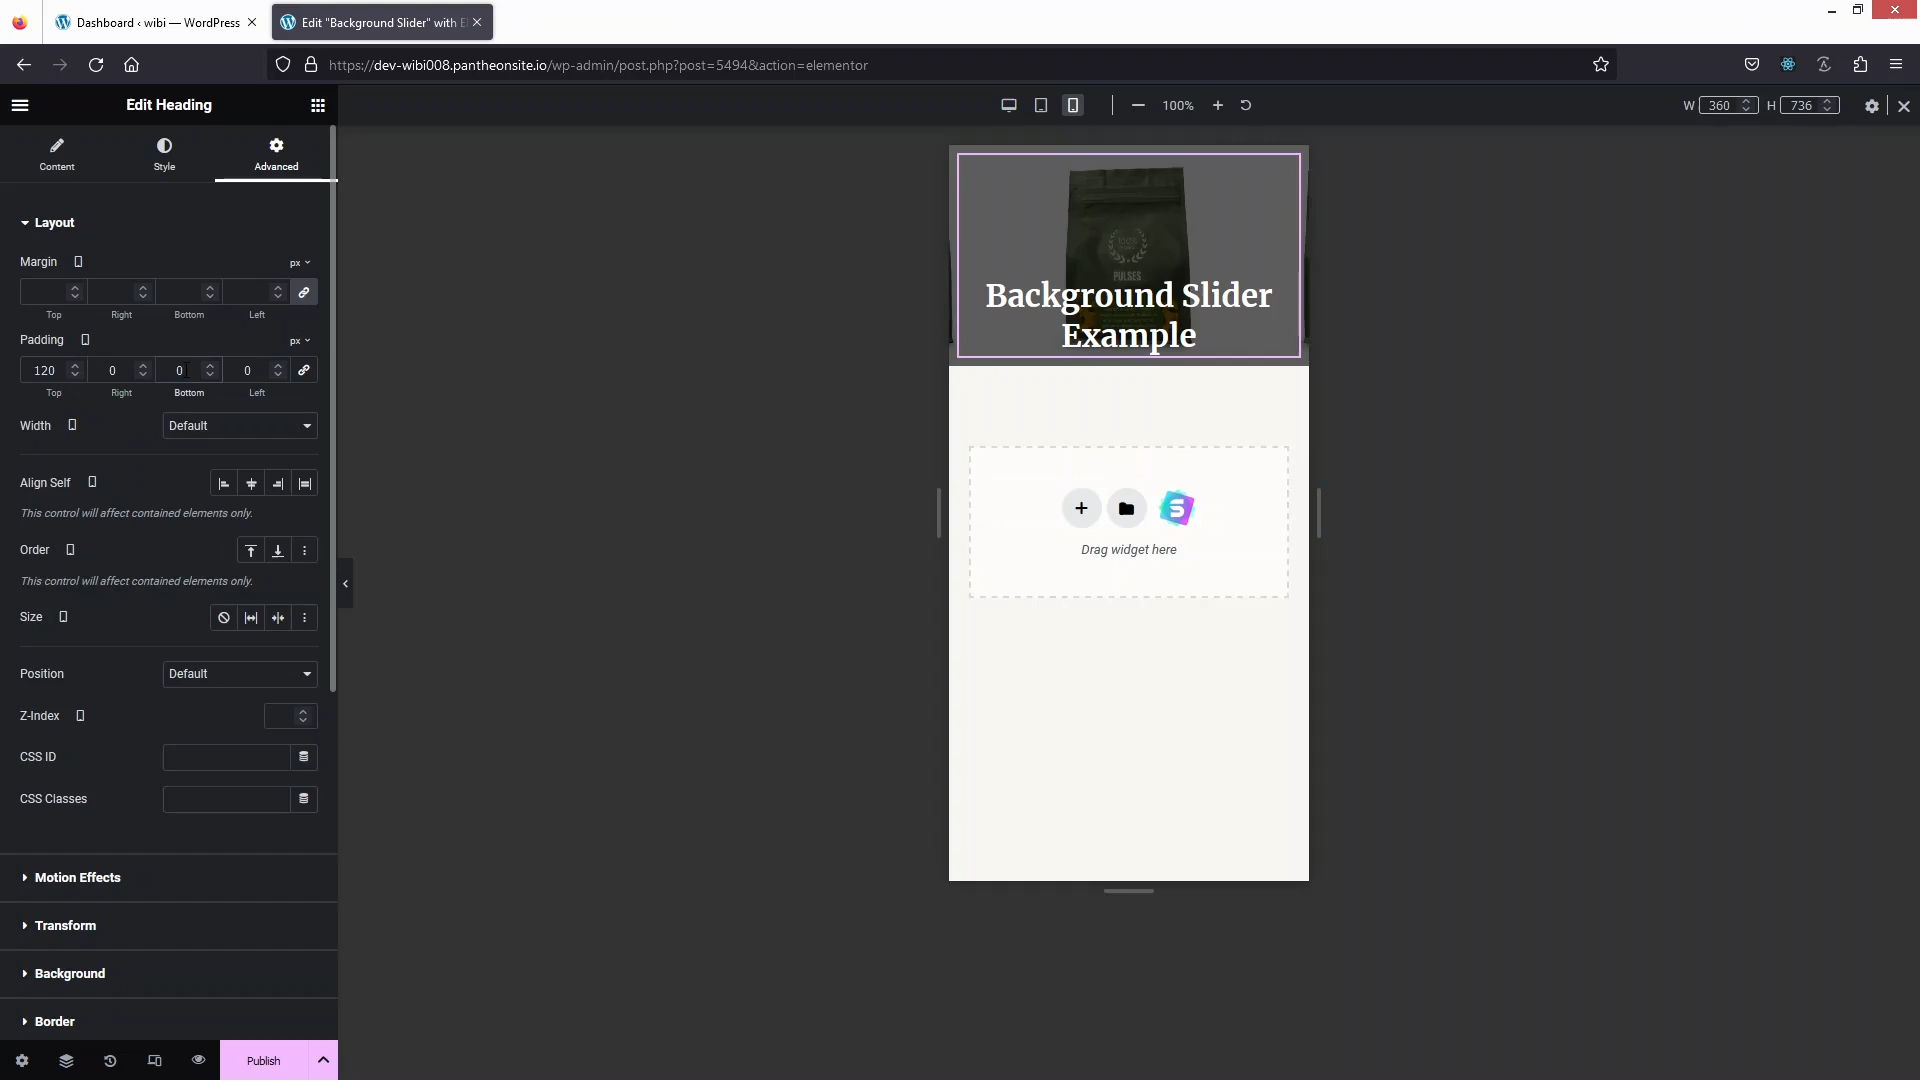 Dashboard ‹ wibi — WordPress
Edit "Background Slider" with E
https://dev-wibi008.pantheonsite.io/wp-admin/post.php?post=5494&action=elementor
Edit Heading
100%
W 360 H 736
Content Style Advanced
Layout
Margin px
Top Right Bottom Left
Padding px
120 0 0 0
Top Right Bottom Left
Width Default
Align Self
This control will affect contained elements only.
Order
This control will affect contained elements only.
Size
Position Default
Z-Index
CSS ID
CSS Classes
Motion Effects
Transform
Background
Border
Publish
100%
PULSES
Background Slider
Example
Drag widget here